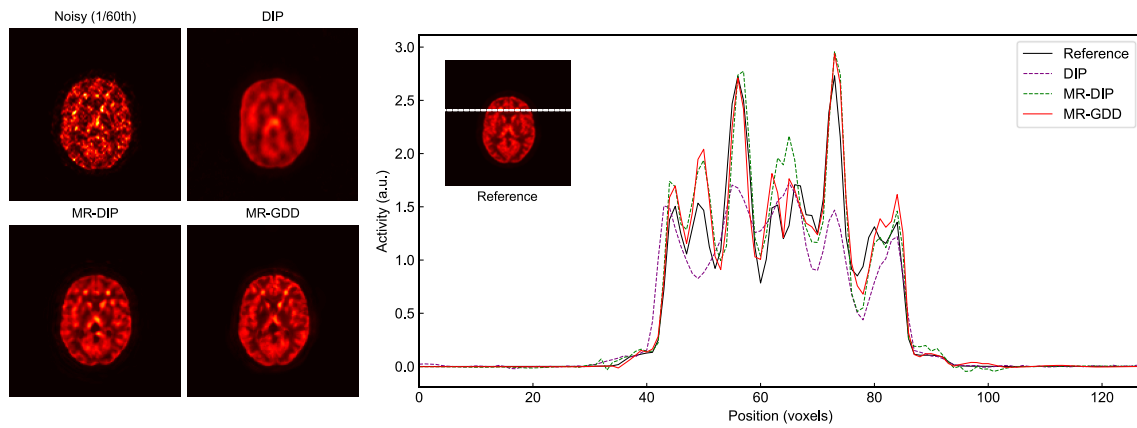 Noisy (1/60th)
DIP
MR-DIP
MR-GDD
3.0
2.5
2.0
1.5
1.0
0.5
0.0
Activity (a.u.)
Reference
Reference
DIP
MR-DIP
MR-GDD
0
20
40
60
80
100
120
Position (voxels)